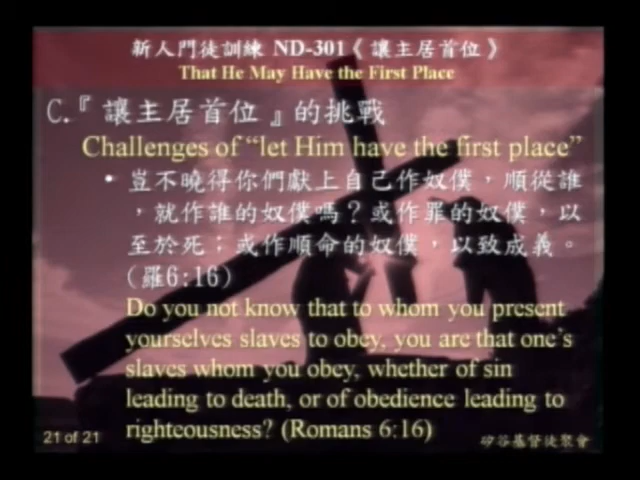 新人門徒訓練 ND-301《讓主居首位》
That He May Have the First Place
C.『讓主居首位』的挑戰
Challenges of “let Him have the first place”
• 豈不曉得你們獻上自己作奴僕，順從誰
，就作誰的奴僕嗎？或作罪的奴僕，以
至於死；或作順命的奴僕，以致成義。
(羅6:16)
Do you not know that to whom you present
yourselves slaves to obey, you are that one’s
slaves whom you obey, whether of sin
leading to death, or of obedience leading to
righteousness? (Romans 6:16)
21 of 21
矽谷基督徒聚會